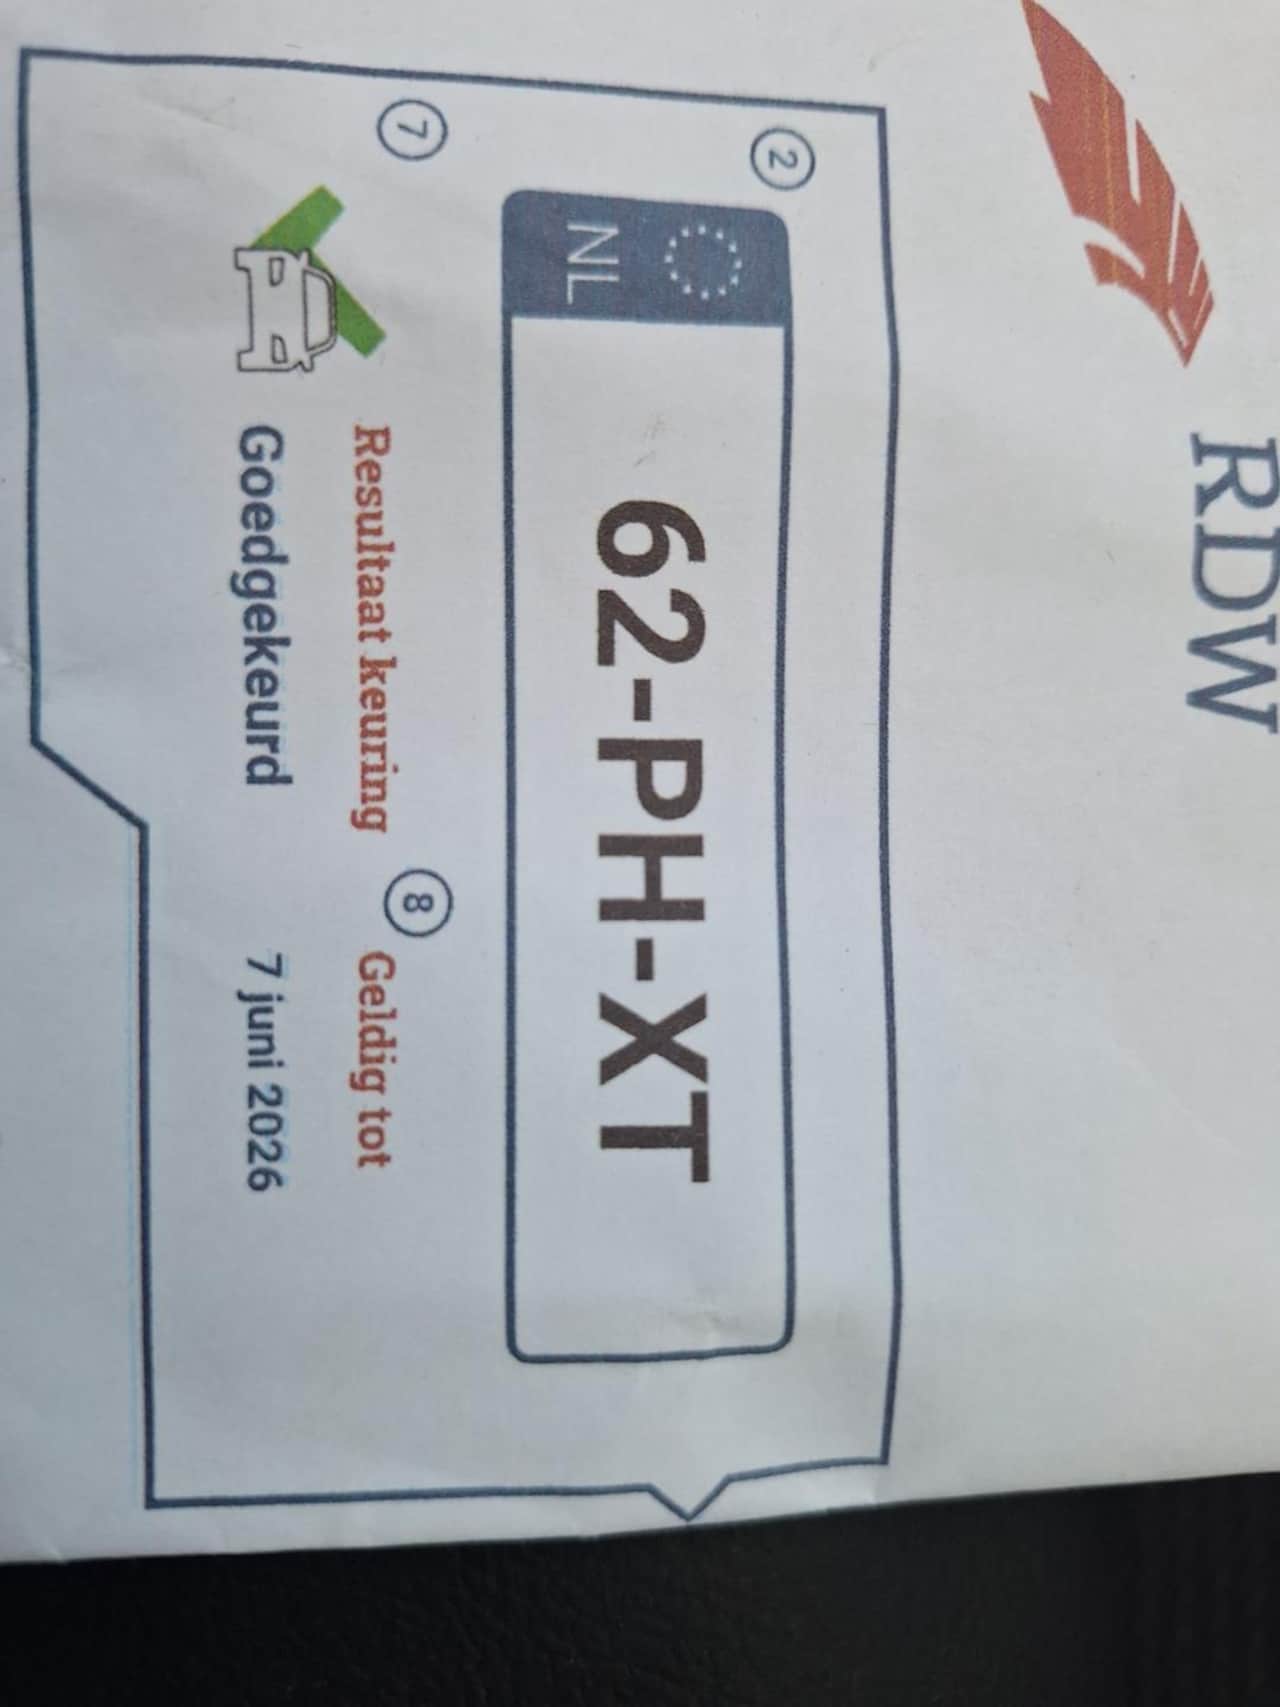 RDW
2
NL
62-PH-XT
7
Resultaat keuring
Goedgekeurd
8
Geldig tot
7 juni 2026